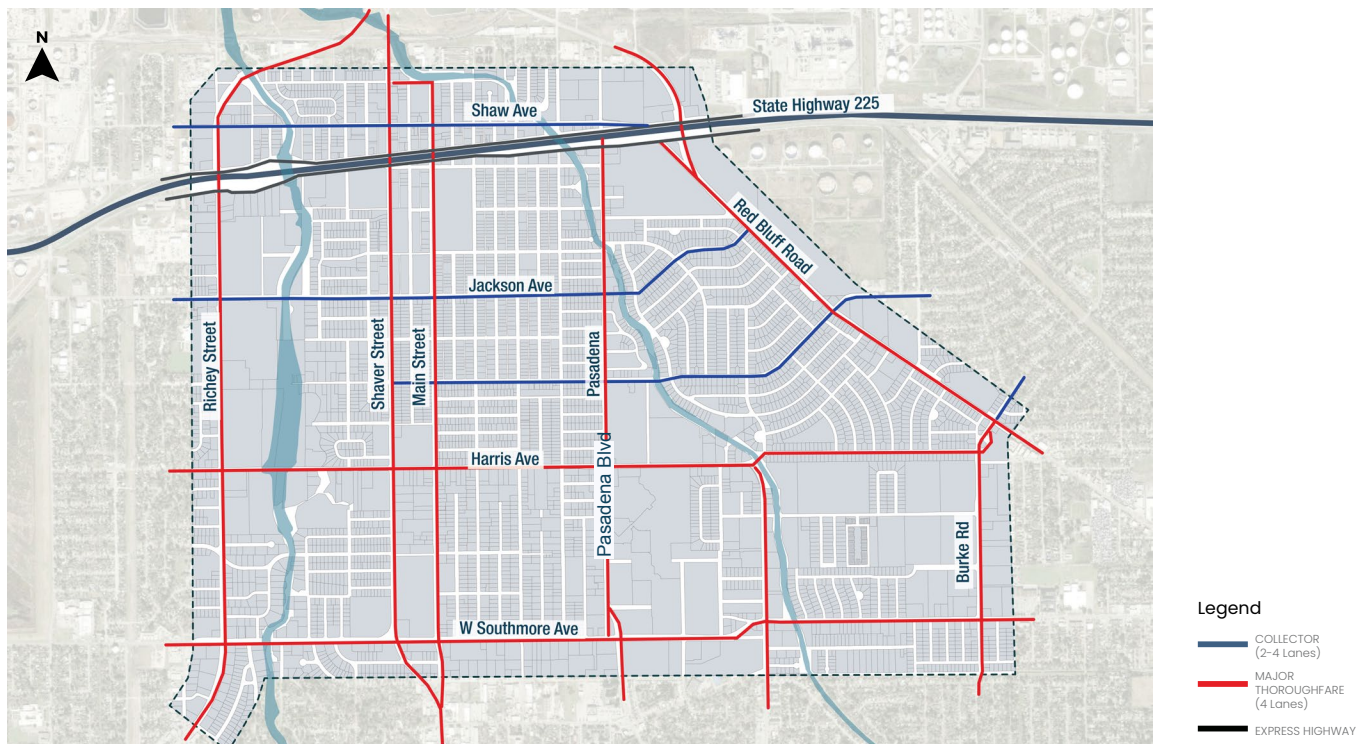 N
State Highway 225
Shaw Ave
Red Bluff Road
Jackson Ave
Richey Street
Shaver Street
Main Street
Pasadena
Harris Ave
Pasadena Blvd
Burke Rd
W Southmore Ave
Legend
COLLECTOR
(2-4 Lanes)
MAJOR
THOROUGHFARE
(4 Lanes)
EXPRESS HIGHWAY